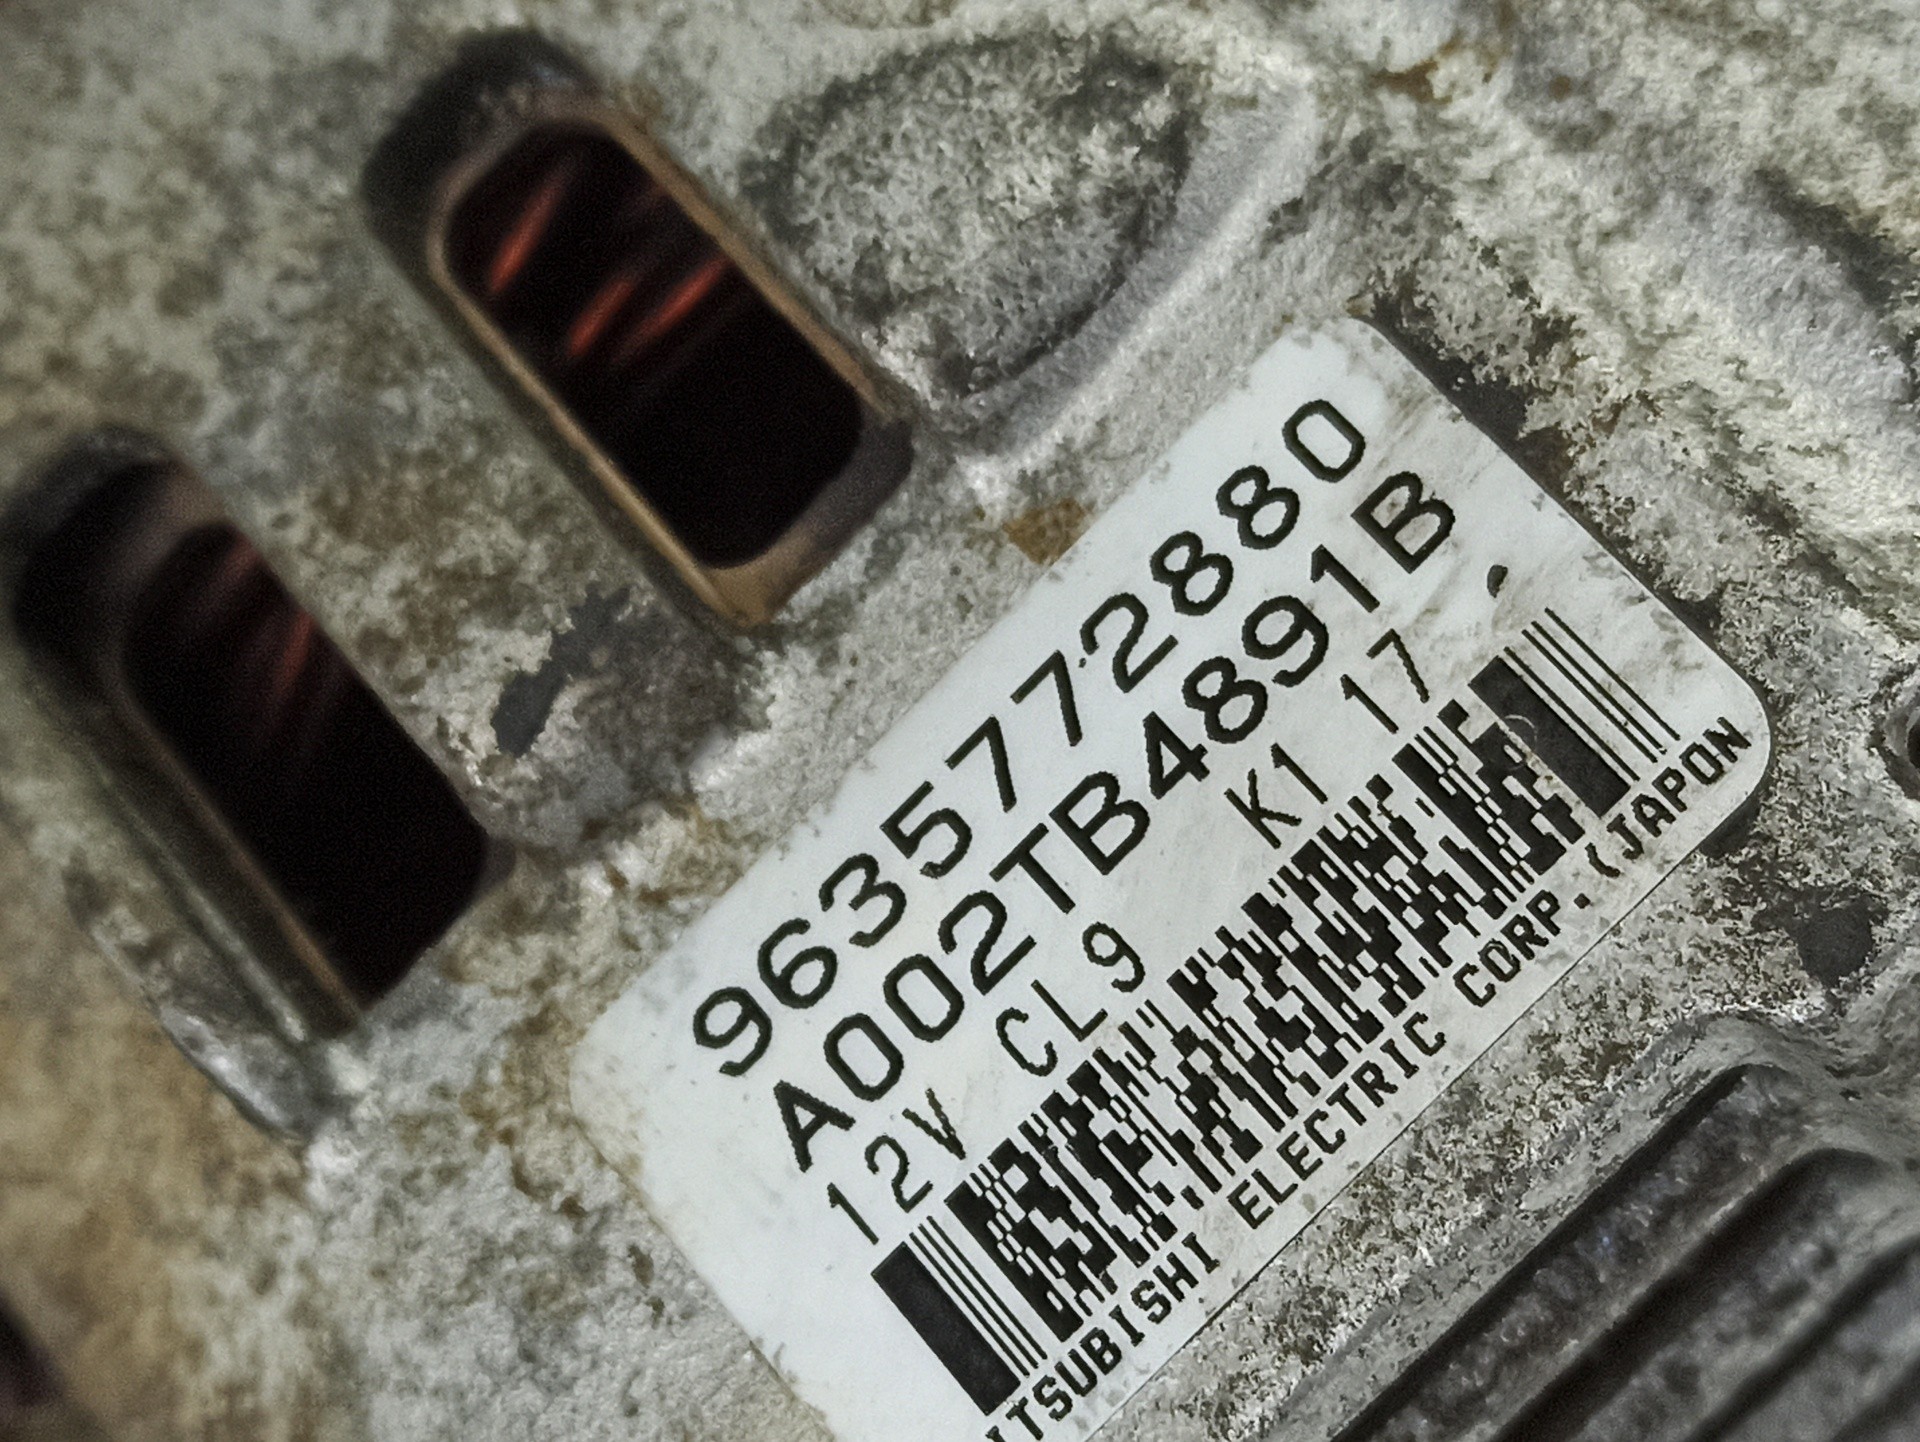 9635772880
A002TB4891B
12V CL9 K1 17
ITSUBISHI ELECTRIC CORP.(JAPON